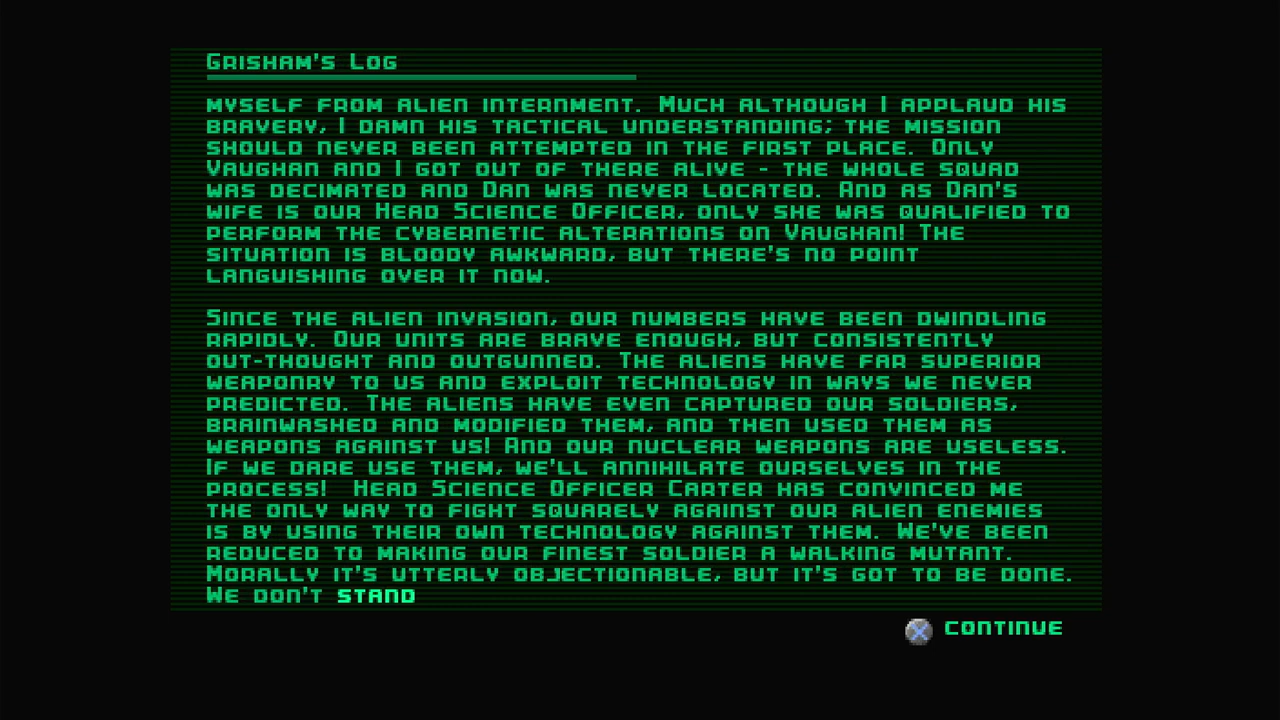 Grisham's Log
myself from alien internment. Much although I applaud his
bravery, I damn his tactical understanding; the mission
should never been attempted in the first place. Only
Vaughan and I got out of there alive - the whole squad
was decimated and Dan was never located. And as Dan's
wife is our Head Science Officer, only she was qualified to
perform the cybernetic alterations on Vaughan! The
situation is bloody awkward, but there's no point
languishing over it now.
Since the alien invasion, our numbers have been dwindling
rapidly. Our units are brave enough, but consistently
out-thought and outgunned. The aliens have far superior
weaponry to us and exploit technology in ways we never
predicted. The aliens have even captured our soldiers,
brainwashed and modified them, and then used them as
weapons against us! And our nuclear weapons are useless.
If we dare use them, we'll annihilate ourselves in the
process!  Head Science Officer Carter has convinced me
the only way to fight squarely against our alien enemies
is by using their own technology against them. We've been
reduced to making our finest soldier a walking mutant.
Morally it's utterly objectionable, but it's got to be done.
We don't stand
continue